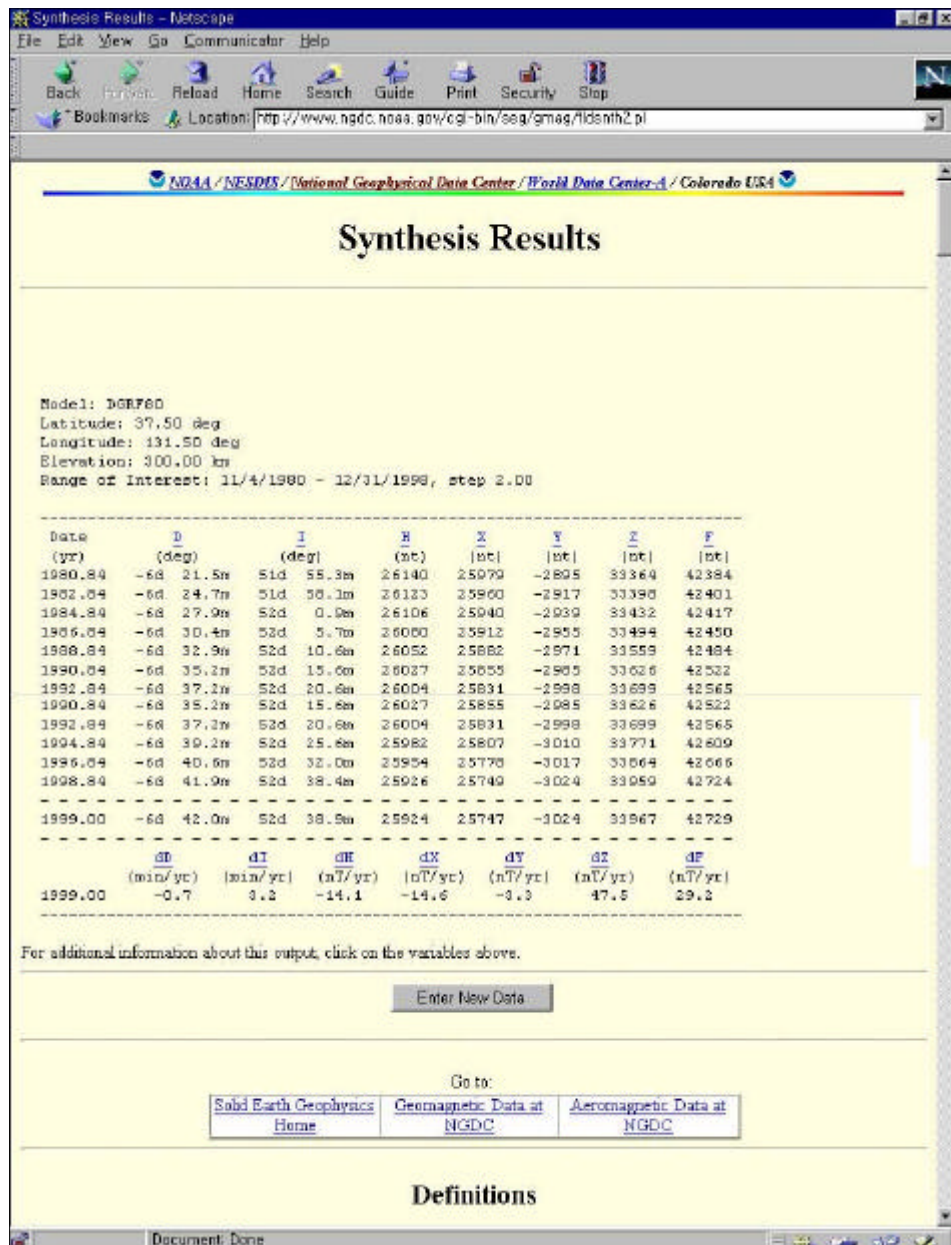 Synthesis Results - Netscape
File Edit View Go Communicator Help
Back Forward Reload Home Search Guide Print Security Stop
N
Bookmarks Location: http://www.ngdc.noaa.gov/cgi-bin/seg/gmag/fldsnth2.pl
NOAA / NESDIS / National Geophysical Data Center / World Data Center-A / Colorado USA
Synthesis Results
Model: DGRF80
Latitude: 37.50 deg
Longitude: 131.50 deg
Elevation: 300.00 km
Range of Interest: 11/4/1980 - 12/31/1998, step 2.00
Date D I H X Y Z F
(yr) (deg) (deg) (nt) (nt) (nt) (nt) (nt)
1980.84 -6d 21.5m 51d 55.3m 26140 25979 -2895 33364 42384
1982.84 -6d 24.7m 51d 58.1m 26123 25960 -2917 33398 42401
1984.84 -6d 27.9m 52d 0.9m 26106 25940 -2939 33432 42417
1986.84 -6d 30.4m 52d 5.7m 26080 25912 -2955 33494 42450
1988.84 -6d 32.9m 52d 10.6m 26052 25882 -2971 33559 42484
1990.84 -6d 35.2m 52d 15.6m 26027 25855 -2985 33626 42522
1992.84 -6d 37.2m 52d 20.6m 26004 25831 -2998 33699 42565
1990.84 -6d 35.2m 52d 15.6m 26027 25855 -2985 33626 42522
1992.84 -6d 37.2m 52d 20.6m 26004 25831 -2998 33699 42565
1994.84 -6d 39.2m 52d 25.6m 25982 25807 -3010 33771 42609
1996.84 -6d 40.6m 52d 32.0m 25954 25778 -3017 33864 42666
1998.84 -6d 41.9m 52d 38.4m 25926 25749 -3024 33959 42724
1999.00 -6d 42.0m 52d 38.9m 25924 25747 -3024 33967 42729
dD dI dH dX dY dZ dF
(min/yr) (min/yr) (nT/yr) (nT/yr) (nT/yr) (nT/yr) (nT/yr)
1999.00 -0.7 3.2 -14.1 -14.6 -3.3 47.5 29.2
For additional information about this output, click on the variables above.
Enter New Data
Go to:
Solid Earth Geophysics Home
Geomagnetic Data at NGDC
Aeromagnetic Data at NGDC
Definitions
Document: Done